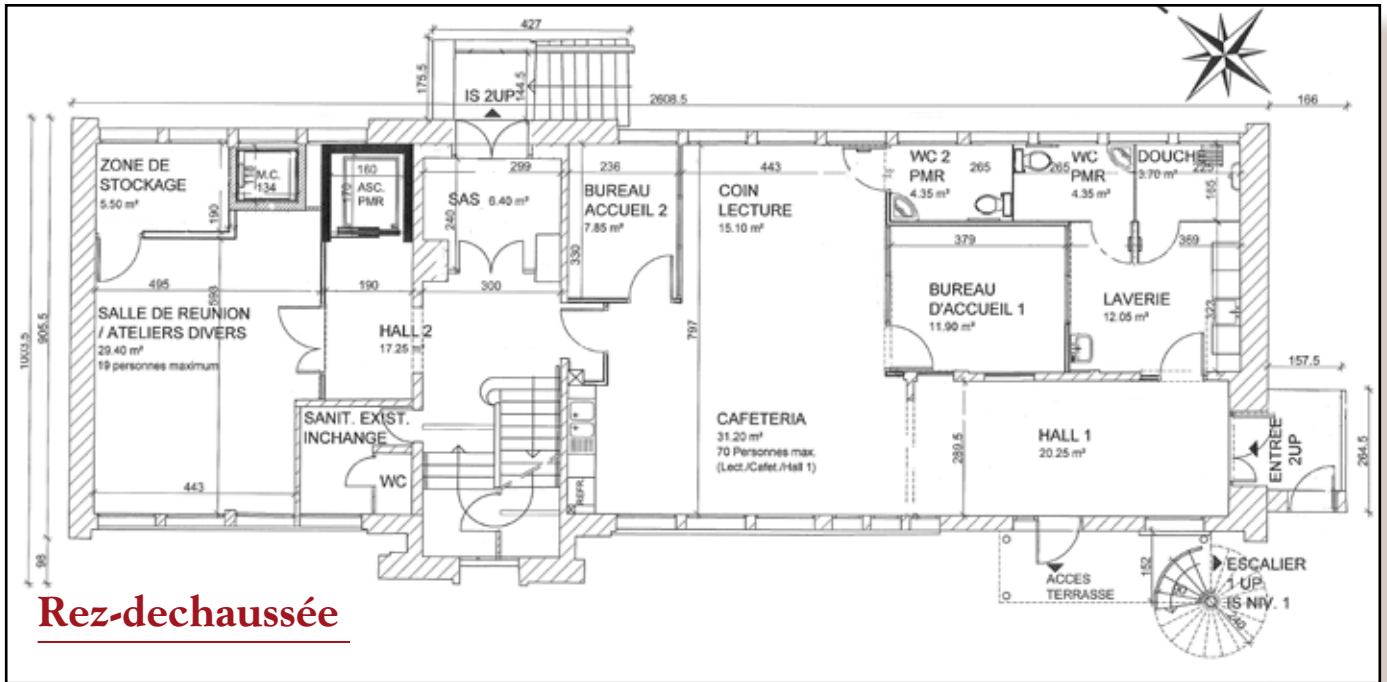 427
175.5
144.5
IS 2UP
2608.5
166
ZONE DE
STOCKAGE
5.50 m²
190
M.C.
134
160
170
ASC.
PMR
299
SAS 6.40 m²
240
236
BUREAU
ACCUEIL 2
7.85 m²
330
443
COIN
LECTURE
15.10 m²
WC 2
PMR
4.35 m²
265
265
WC
PMR
4.35 m²
DOUCHE
3.70 m²
225
165
379
369
BUREAU
D'ACCUEIL 1
11.90 m²
LAVERIE
12.05 m²
323
495
593
190
300
SALLE DE REUNION
/ ATELIERS DIVERS
29.40 m²
19 personnes maximum
HALL 2
17.25 m²
797
1003.5
905.5
98
157.5
264.5
SANIT. EXIST.
INCHANGE
WC
443
REFR.
CAFETERIA
31.20 m²
70 Personnes max.
(Lect./Cafet./Hall 1)
289.5
HALL 1
20.25 m²
ENTREE
2UP
152
ACCES
TERRASSE
ESCALIER
1 UP
IS NIV. 1
90
240
Rez-dechaussée